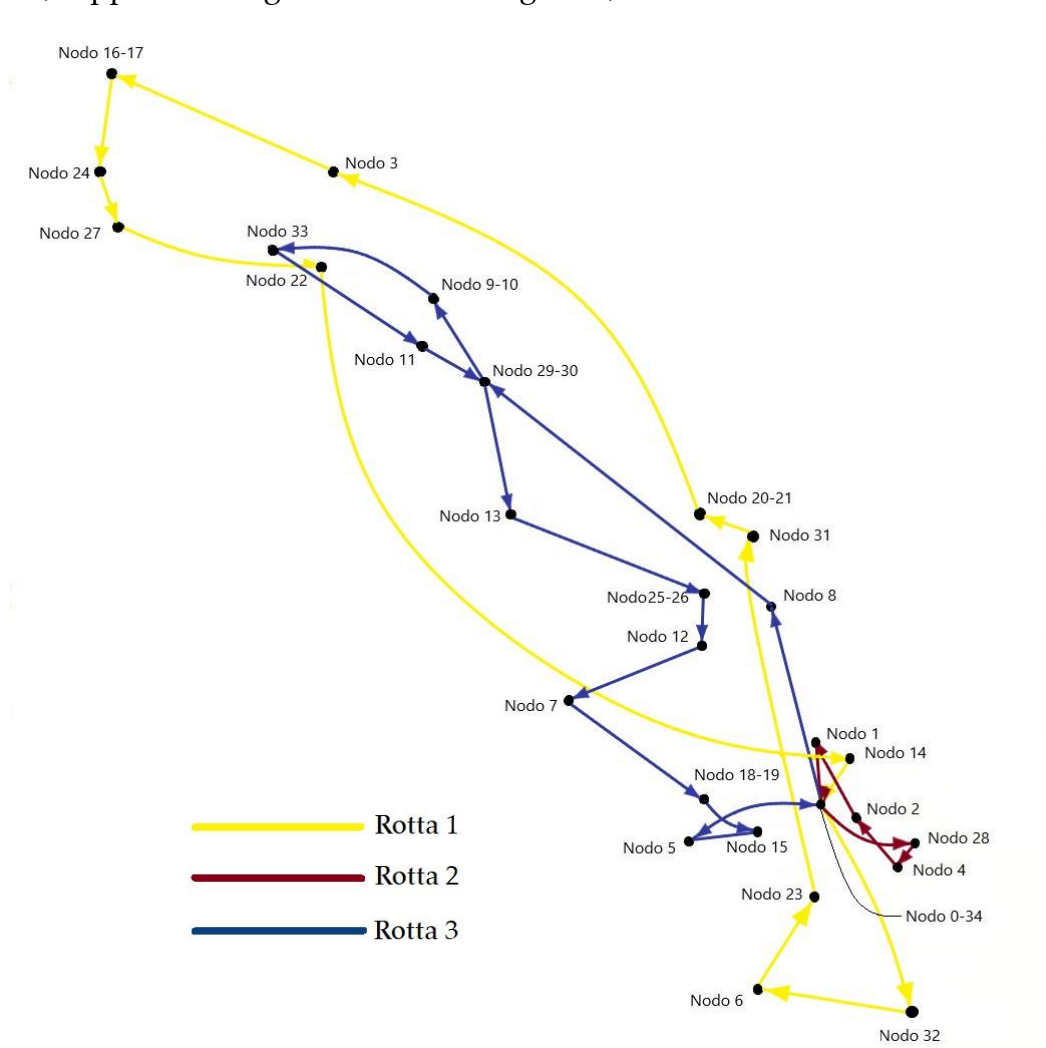 Nodo 16-17
Nodo 3
Nodo 24
Nodo 27
Nodo 33
Nodo 22
Nodo 9-10
Nodo 11
Nodo 29-30
Nodo 20-21
Nodo 13
Nodo 31
Nodo25-26
Nodo 8
Nodo 12
Nodo 7
Nodo 1
Nodo 14
Nodo 18-19
Nodo 2
Nodo 28
Nodo 5
Nodo 15
Nodo 4
Nodo 23
Nodo 0-34
Nodo 6
Nodo 32
Rotta 1
Rotta 2
Rotta 3